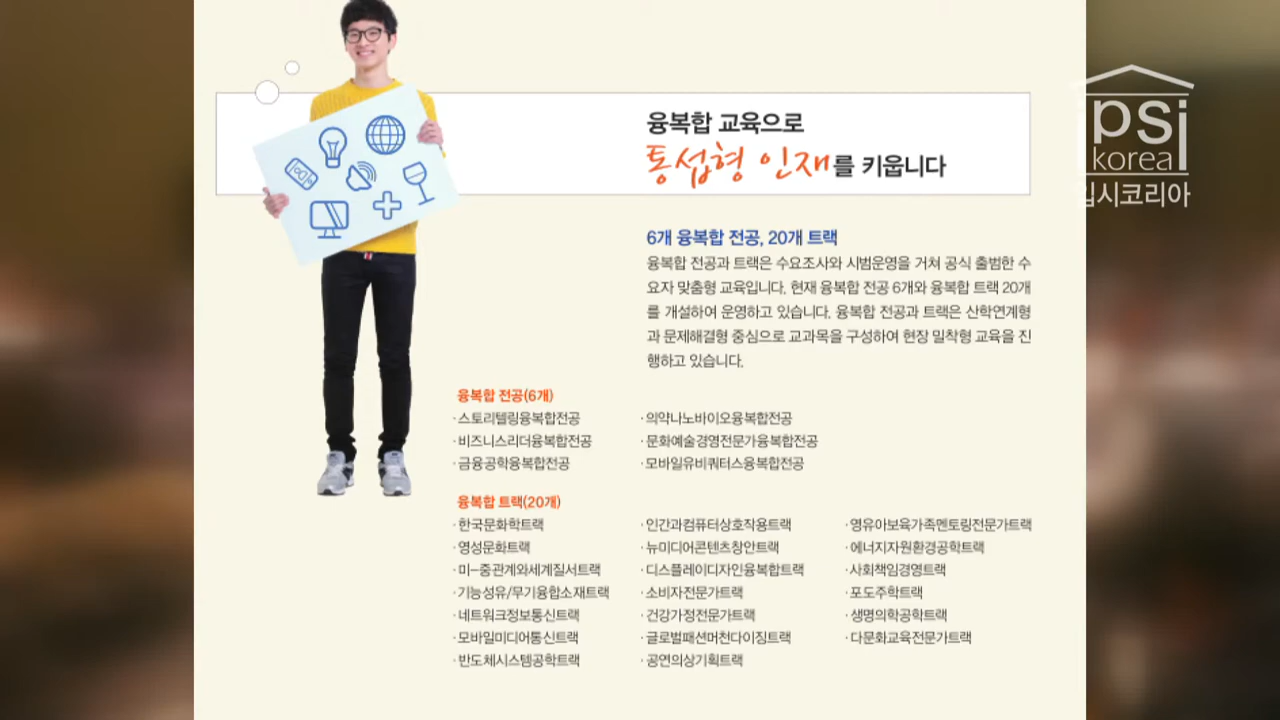 융복합 교육으로
통섭형 인재를 키웁니다
psi
korea
입시코리아
6개 융복합 전공, 20개 트랙
융복합 전공과 트랙은 수요조사와 시범운영을 거쳐 공식 출범한 수
요자 맞춤형 교육입니다. 현재 융복합 전공 6개와 융복합 트랙 20개
를 개설하여 운영하고 있습니다. 융복합 전공과 트랙은 산학연계형
과 문제해결형 중심으로 교과목을 구성하여 현장 밀착형 교육을 진
행하고 있습니다.
융복합 전공(6개)
·스토리텔링융복합전공
·비즈니스리더융복합전공
·금융공학융복합전공
·의약나노바이오융복합전공
·문화예술경영전문가융복합전공
·모바일유비쿼터스융복합전공
융복합 트랙(20개)
·한국문화학트랙
·영성문화트랙
·미-중관계와세계질서트랙
·기능성유/무기융합소재트랙
·네트워크정보통신트랙
·모바일미디어통신트랙
·반도체시스템공학트랙
·인간과컴퓨터상호작용트랙
·뉴미디어콘텐츠창안트랙
·디스플레이디자인융복합트랙
·소비자전문가트랙
·건강가정전문가트랙
·글로벌패션머천다이징트랙
·공연의상기획트랙
·영유아보육가족멘토링전문가트랙
·에너지자원환경공학트랙
·사회책임경영트랙
·포도주학트랙
·생명의학공학트랙
·다문화교육전문가트랙